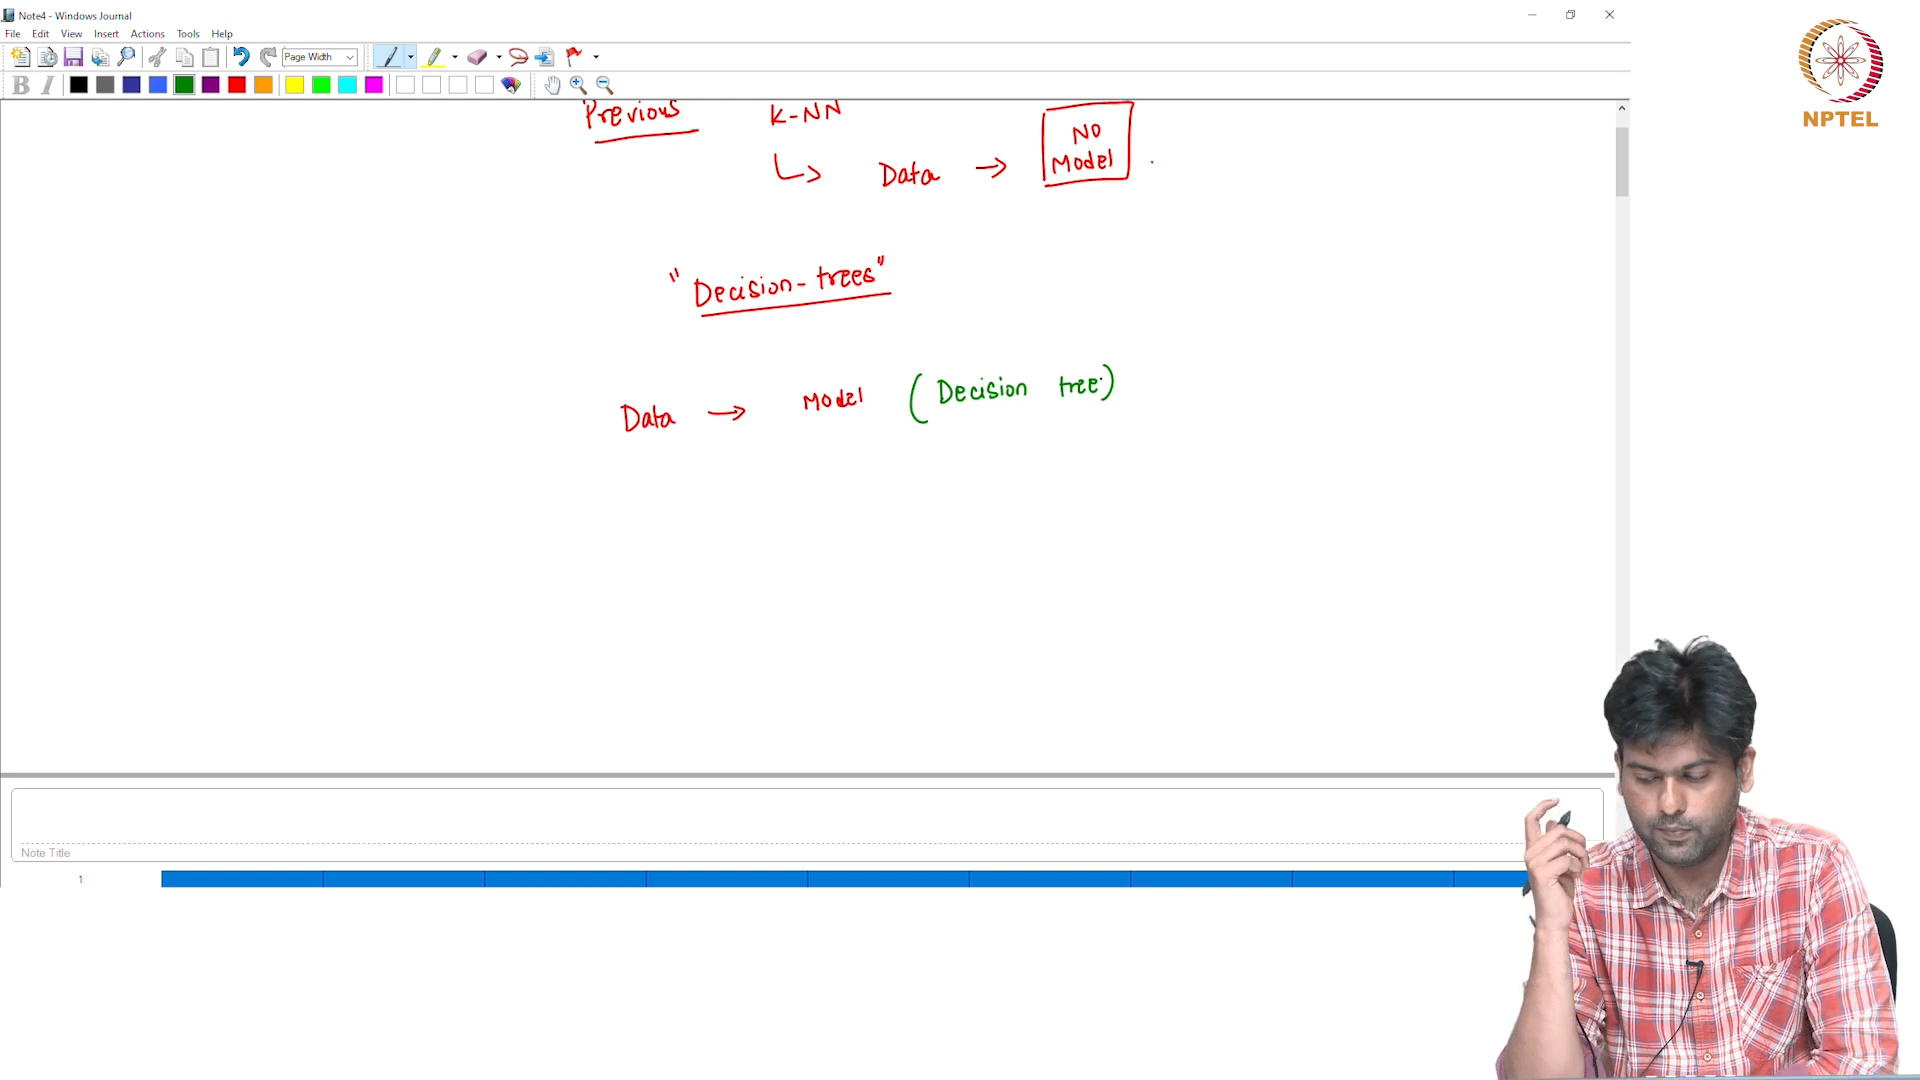 Note4 - Windows Journal
File Edit View Insert Actions Tools Help
Page Width
B I
NPTEL
Previous K-NN
Data → NO Model
"Decision-trees"
Data → Model (Decision tree)
Note Title
1